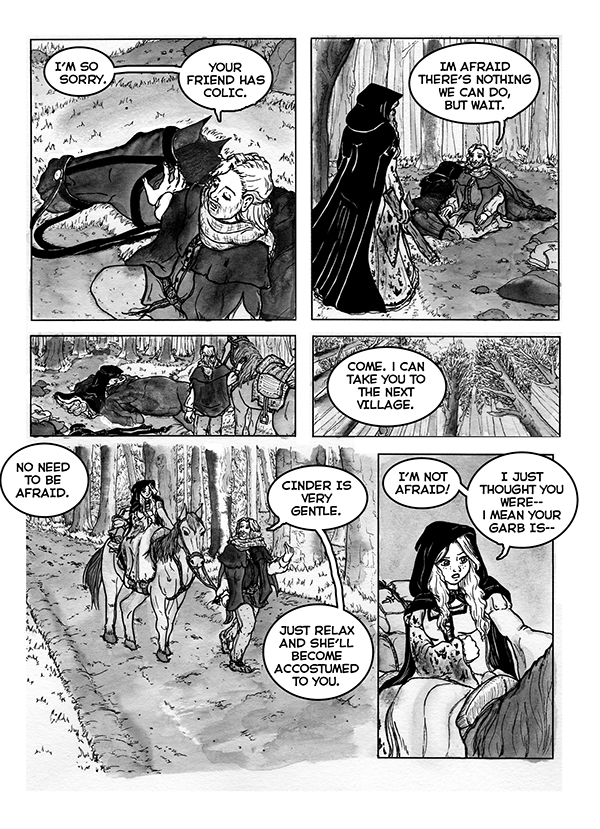 I'M SO
SORRY.
YOUR
FRIEND HAS
COLIC.
IM AFRAID
THERE'S NOTHING
WE CAN DO,
BUT WAIT.
COME. I CAN
TAKE YOU TO
THE NEXT
VILLAGE.
NO NEED
TO BE
AFRAID.
CINDER IS
VERY
GENTLE.
JUST RELAX
AND SHE'LL
BECOME
ACCOSTUMED
TO YOU.
I'M NOT
AFRAID!
I JUST
THOUGHT YOU
WERE--
I MEAN YOUR
GARB IS--